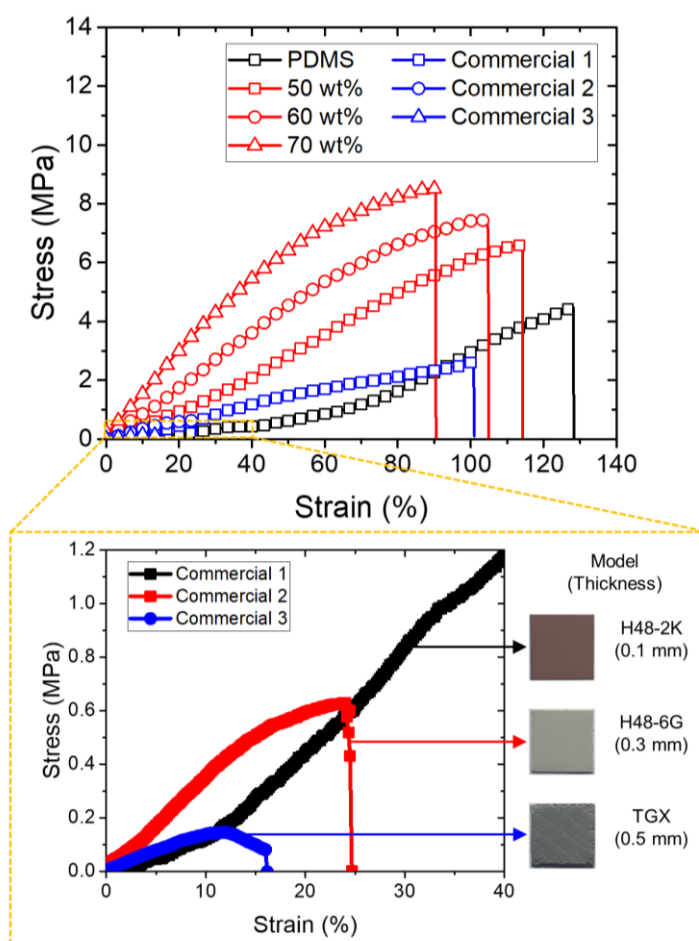 14
12
10
8
6
4
2
0
Stress (MPa)
PDMS
50 wt%
60 wt%
70 wt%
Commercial 1
Commercial 2
Commercial 3
0 20 40 60 80 100 120 140
Strain (%)
1.2
1.0
0.8
0.6
0.4
0.2
0.0
Stress (MPa)
Commercial 1
Commercial 2
Commercial 3
0 10 20 30 40
Strain (%)
Model
(Thickness)
H48-2K
(0.1 mm)
H48-6G
(0.3 mm)
TGX
(0.5 mm)